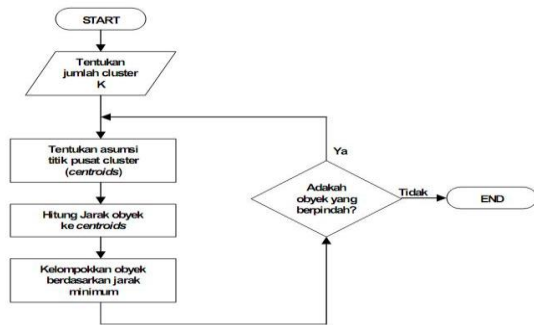 START
Tentukan
jumlah cluster
K
Tentukan asumsi
titik pusat cluster
(centroids)
Hitung Jarak obyek
ke centroids
Kelompokkan obyek
berdasarkan jarak
minimum
Ya
Adakah
obyek yang
berpindah?
Tidak
END